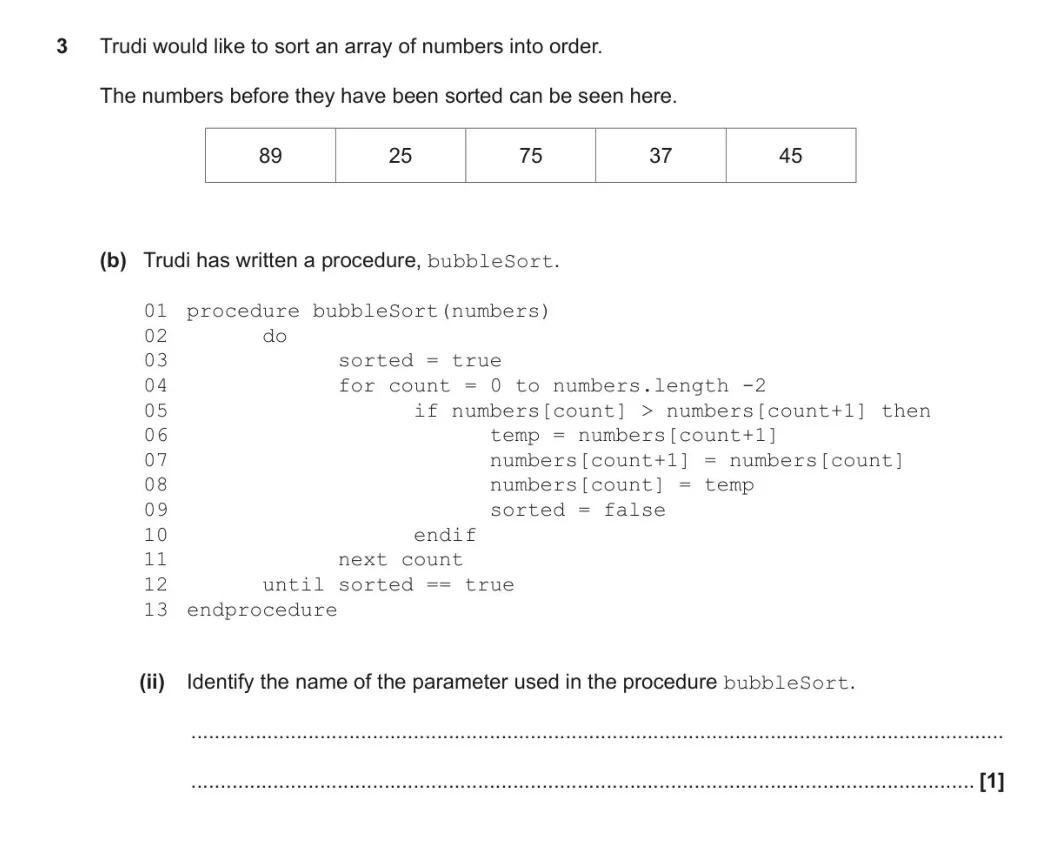 3 Trudi would like to sort an array of numbers into order.
The numbers before they have been sorted can be seen here.
89 25 75 37 45
(b) Trudi has written a procedure, bubbleSort.
01 procedure bubbleSort(numbers)
02 do
03 sorted = true
04 for count = 0 to numbers.length -2
05 if numbers[count] > numbers[count+1] then
06 temp = numbers[count+1]
07 numbers[count+1] = numbers[count]
08 numbers[count] = temp
09 sorted = false
10 endif
11 next count
12 until sorted == true
13 endprocedure
(ii) Identify the name of the parameter used in the procedure bubbleSort.
[1]